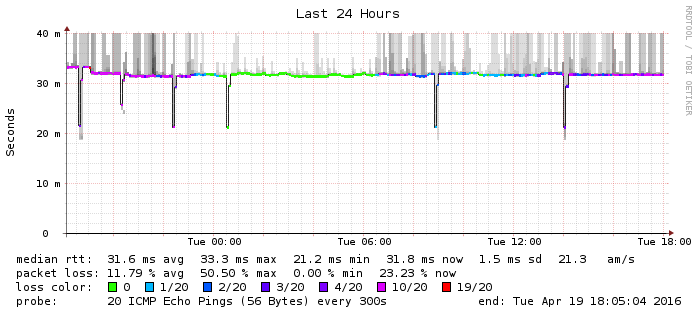 Last 24 Hours
RRDTOOL / TOBI OETIKER
Seconds
40 m
30 m
20 m
10 m
0
Tue 00:00 Tue 06:00 Tue 12:00 Tue 18:00
median rtt: 31.6 ms avg 33.3 ms max 21.2 ms min 31.8 ms now 1.5 ms sd 21.3 am/s
packet loss: 11.79 % avg 50.50 % max 0.00 % min 23.23 % now
loss color: 0 1/20 2/20 3/20 4/20 10/20 19/20
probe: 20 ICMP Echo Pings (56 Bytes) every 300s end: Tue Apr 19 18:05:04 2016